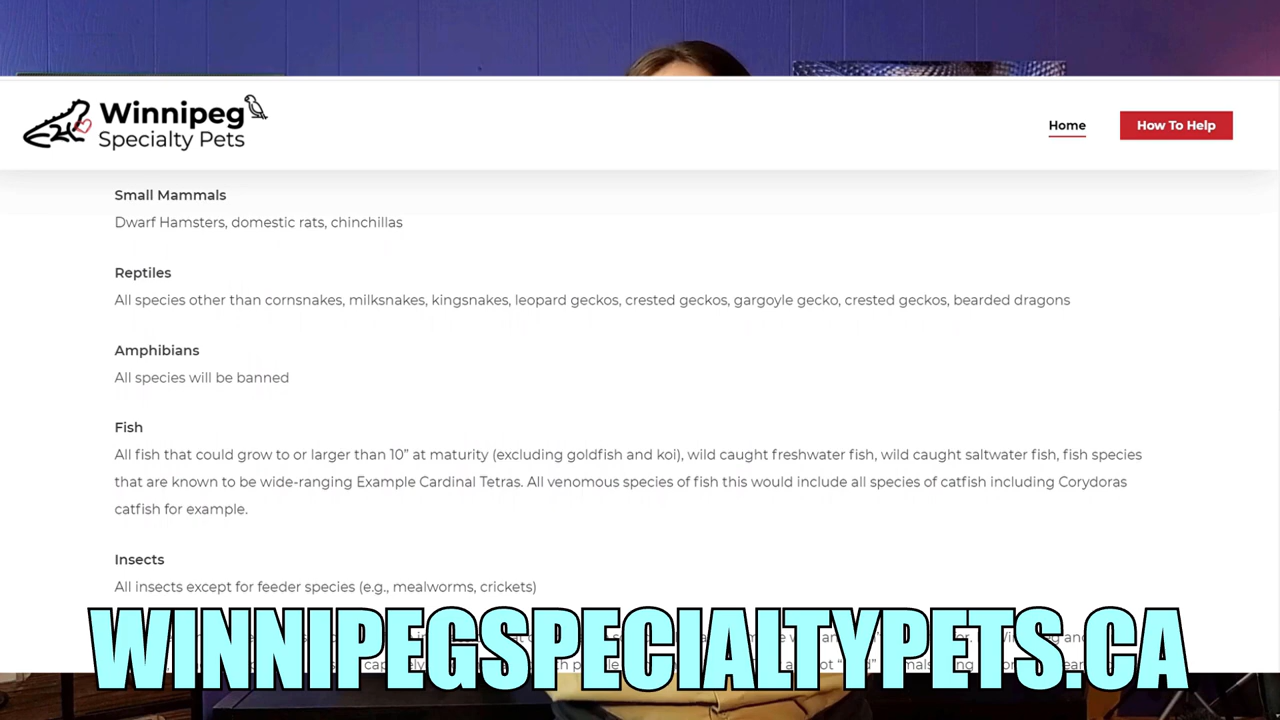 Winnipeg
Specialty Pets
Home
How To Help
Small Mammals
Dwarf Hamsters, domestic rats, chinchillas
Reptiles
All species other than cornsnakes, milksnakes, kingsnakes, leopard geckos, crested geckos, gargoyle gecko, crested geckos, bearded dragons
Amphibians
All species will be banned
Fish
All fish that could grow to or larger than 10” at maturity (excluding goldfish and koi), wild caught freshwater fish, wild caught saltwater fish, fish species
that are known to be wide-ranging Example Cardinal Tetras. All venomous species of fish this would include all species of catfish including Corydoras
catfish for example.
Insects
All insects except for feeder species (e.g., mealworms, crickets)
WINNIPEGSPECIALTYPETS.CA